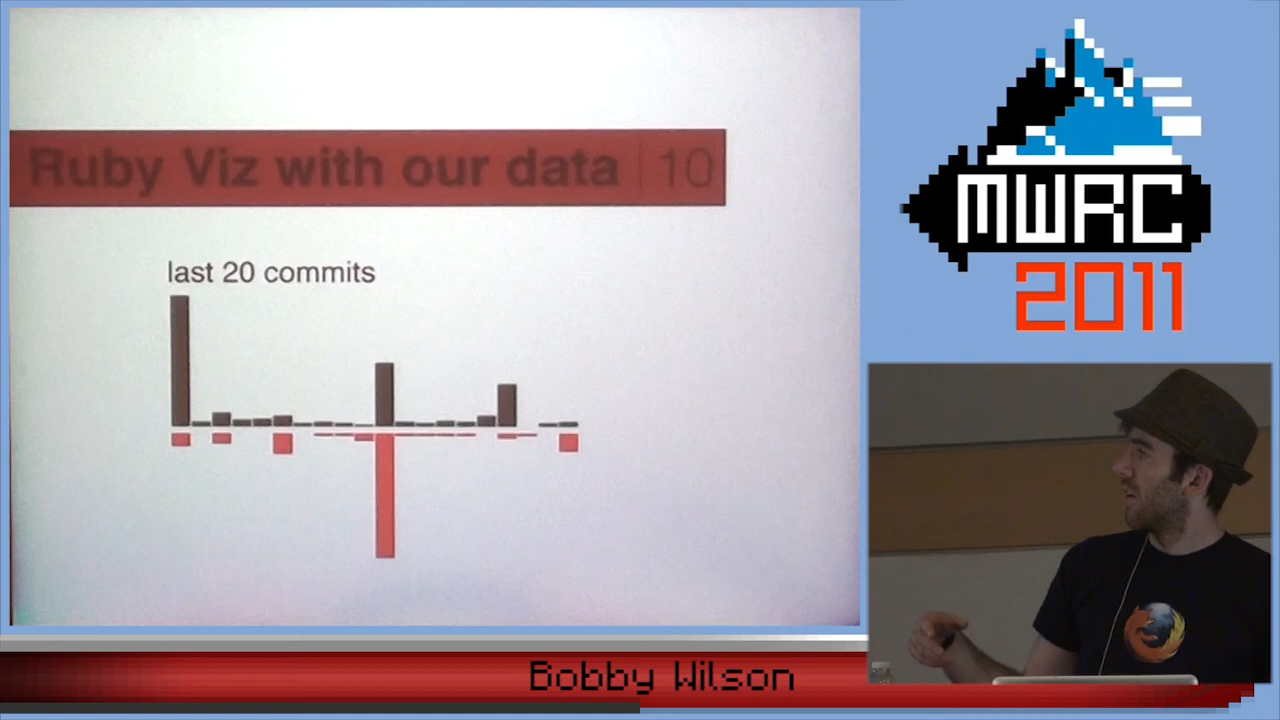 Ruby Viz with our data | 10
last 20 commits
MWRC
2011
Bobby Wilson